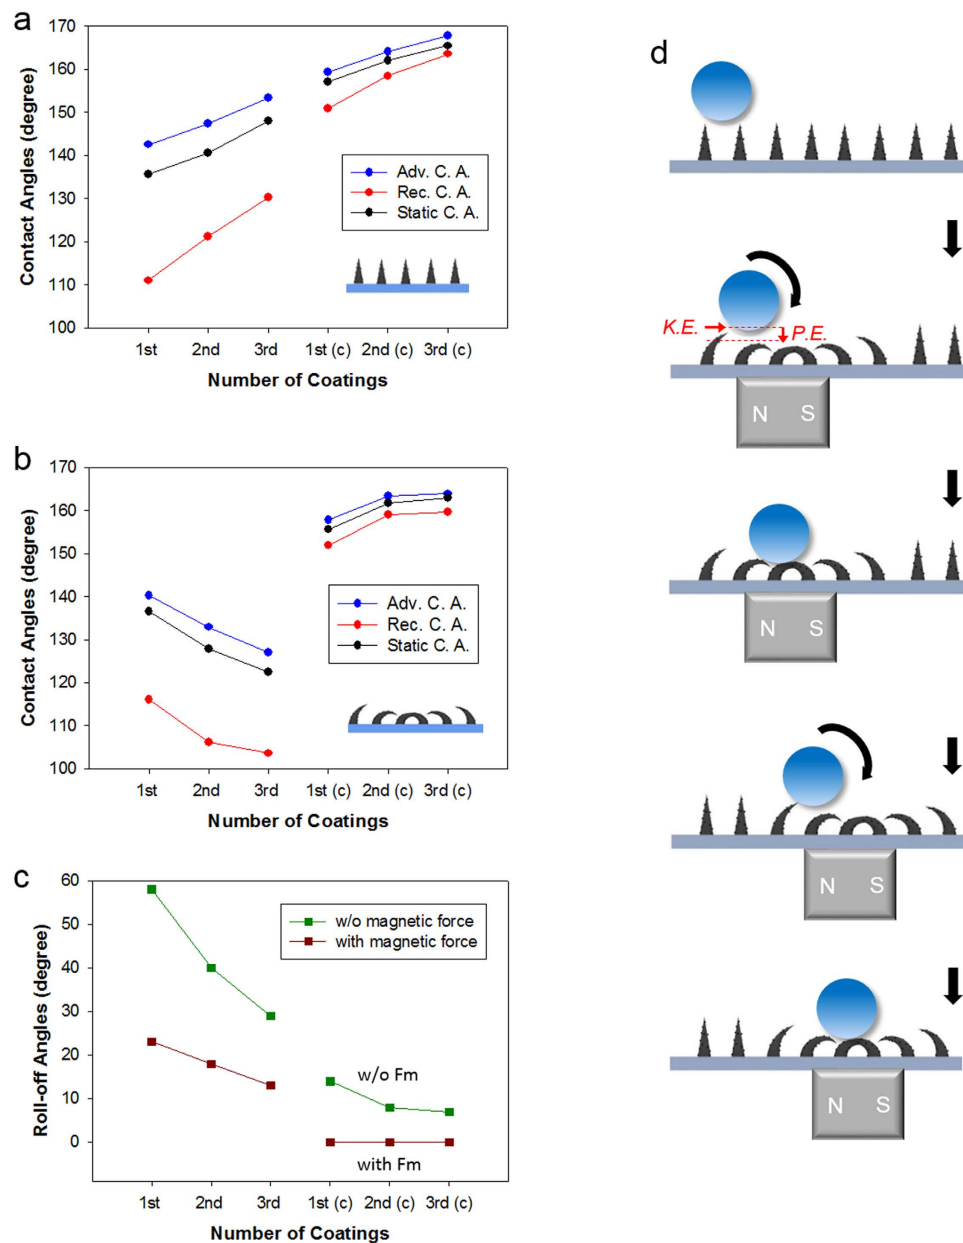 a
170
160
150
140
130
120
110
100
Contact Angles (degree)
Adv. C. A.
Rec. C. A.
Static C. A.
1st 2nd 3rd 1st (c) 2nd (c) 3rd (c)
Number of Coatings
b
170
160
150
140
130
120
110
100
Contact Angles (degree)
Adv. C. A.
Rec. C. A.
Static C. A.
1st 2nd 3rd 1st (c) 2nd (c) 3rd (c)
Number of Coatings
c
60
50
40
30
20
10
0
Roll-off Angles (degree)
w/o magnetic force
with magnetic force
w/o Fm
with Fm
1st 2nd 3rd 1st (c) 2nd (c) 3rd (c)
Number of Coatings
d
K.E. P.E.
N S
N S
N S
N S